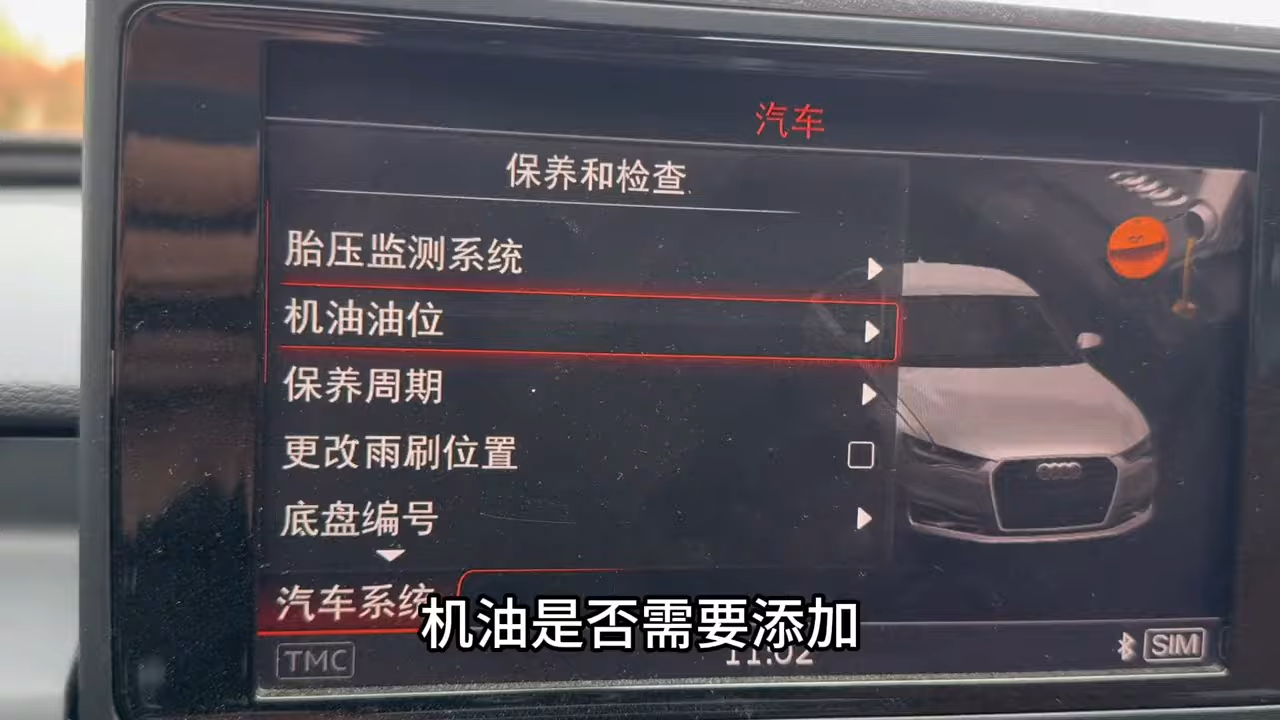 汽车
保养和检查
胎压监测系统
机油油位
保养周期
更改雨刷位置
底盘编号
汽车系统
机油是否需要添加
TMC
11:02
SIM